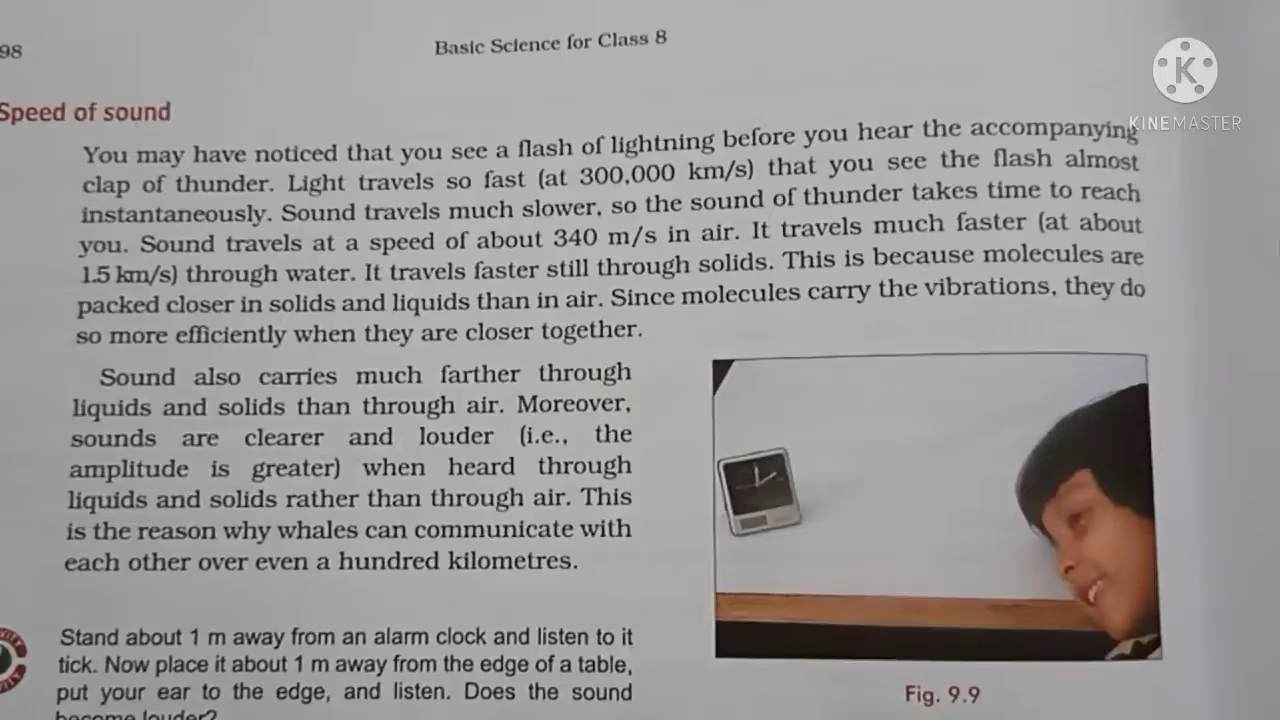 98
Basic Science for Class 8
K
KINEMASTER
Speed of sound
You may have noticed that you see a flash of lightning before you hear the accompanying
clap of thunder. Light travels so fast (at 300,000 km/s) that you see the flash almost
instantaneously. Sound travels much slower, so the sound of thunder takes time to reach
you. Sound travels at a speed of about 340 m/s in air. It travels much faster (at about
1.5 km/s) through water. It travels faster still through solids. This is because molecules are
packed closer in solids and liquids than in air. Since molecules carry the vibrations, they do
so more efficiently when they are closer together.
Sound also carries much farther through
liquids and solids than through air. Moreover,
sounds are clearer and louder (i.e., the
amplitude is greater) when heard through
liquids and solids rather than through air. This
is the reason why whales can communicate with
each other over even a hundred kilometres.
Stand about 1 m away from an alarm clock and listen to it
tick. Now place it about 1 m away from the edge of a table,
put your ear to the edge, and listen. Does the sound
become louder?
Fig. 9.9